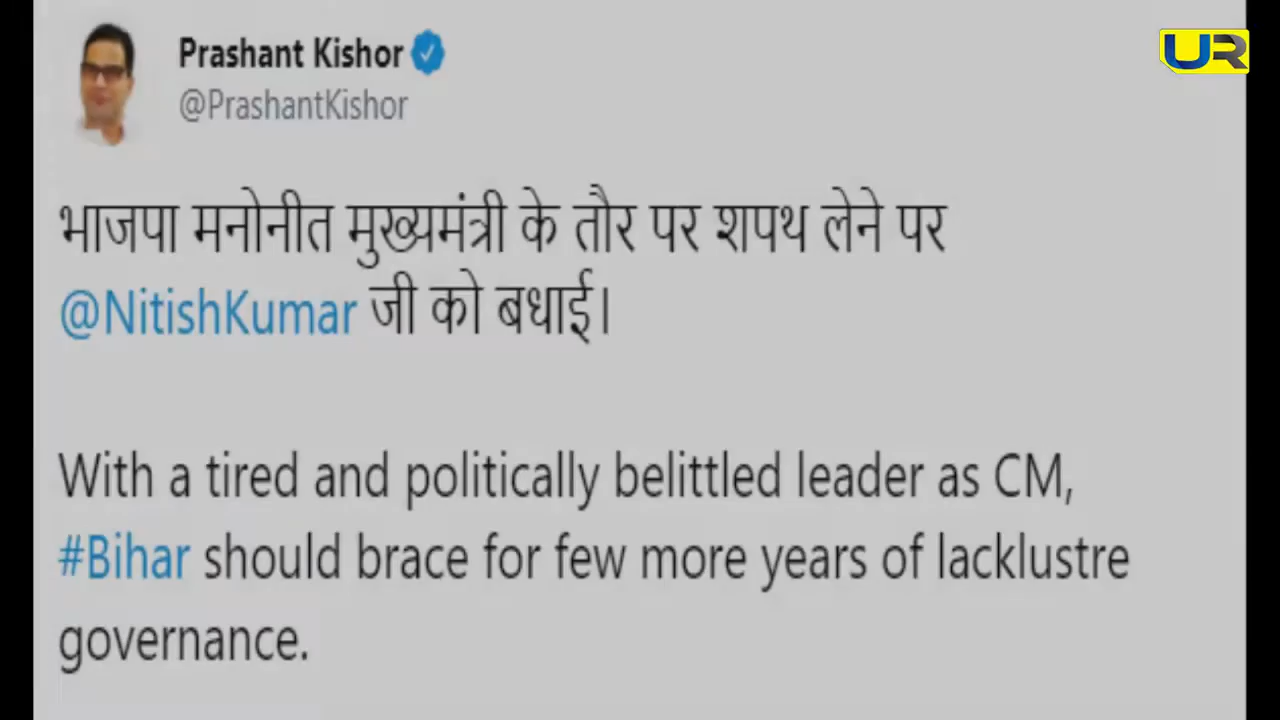 Prashant Kishor
@PrashantKishor
UR
भाजपा मनोनीत मुख्यमंत्री के तौर पर शपथ लेने पर
@NitishKumar जी को बधाई।
With a tired and politically belittled leader as CM,
#Bihar should brace for few more years of lacklustre
governance.